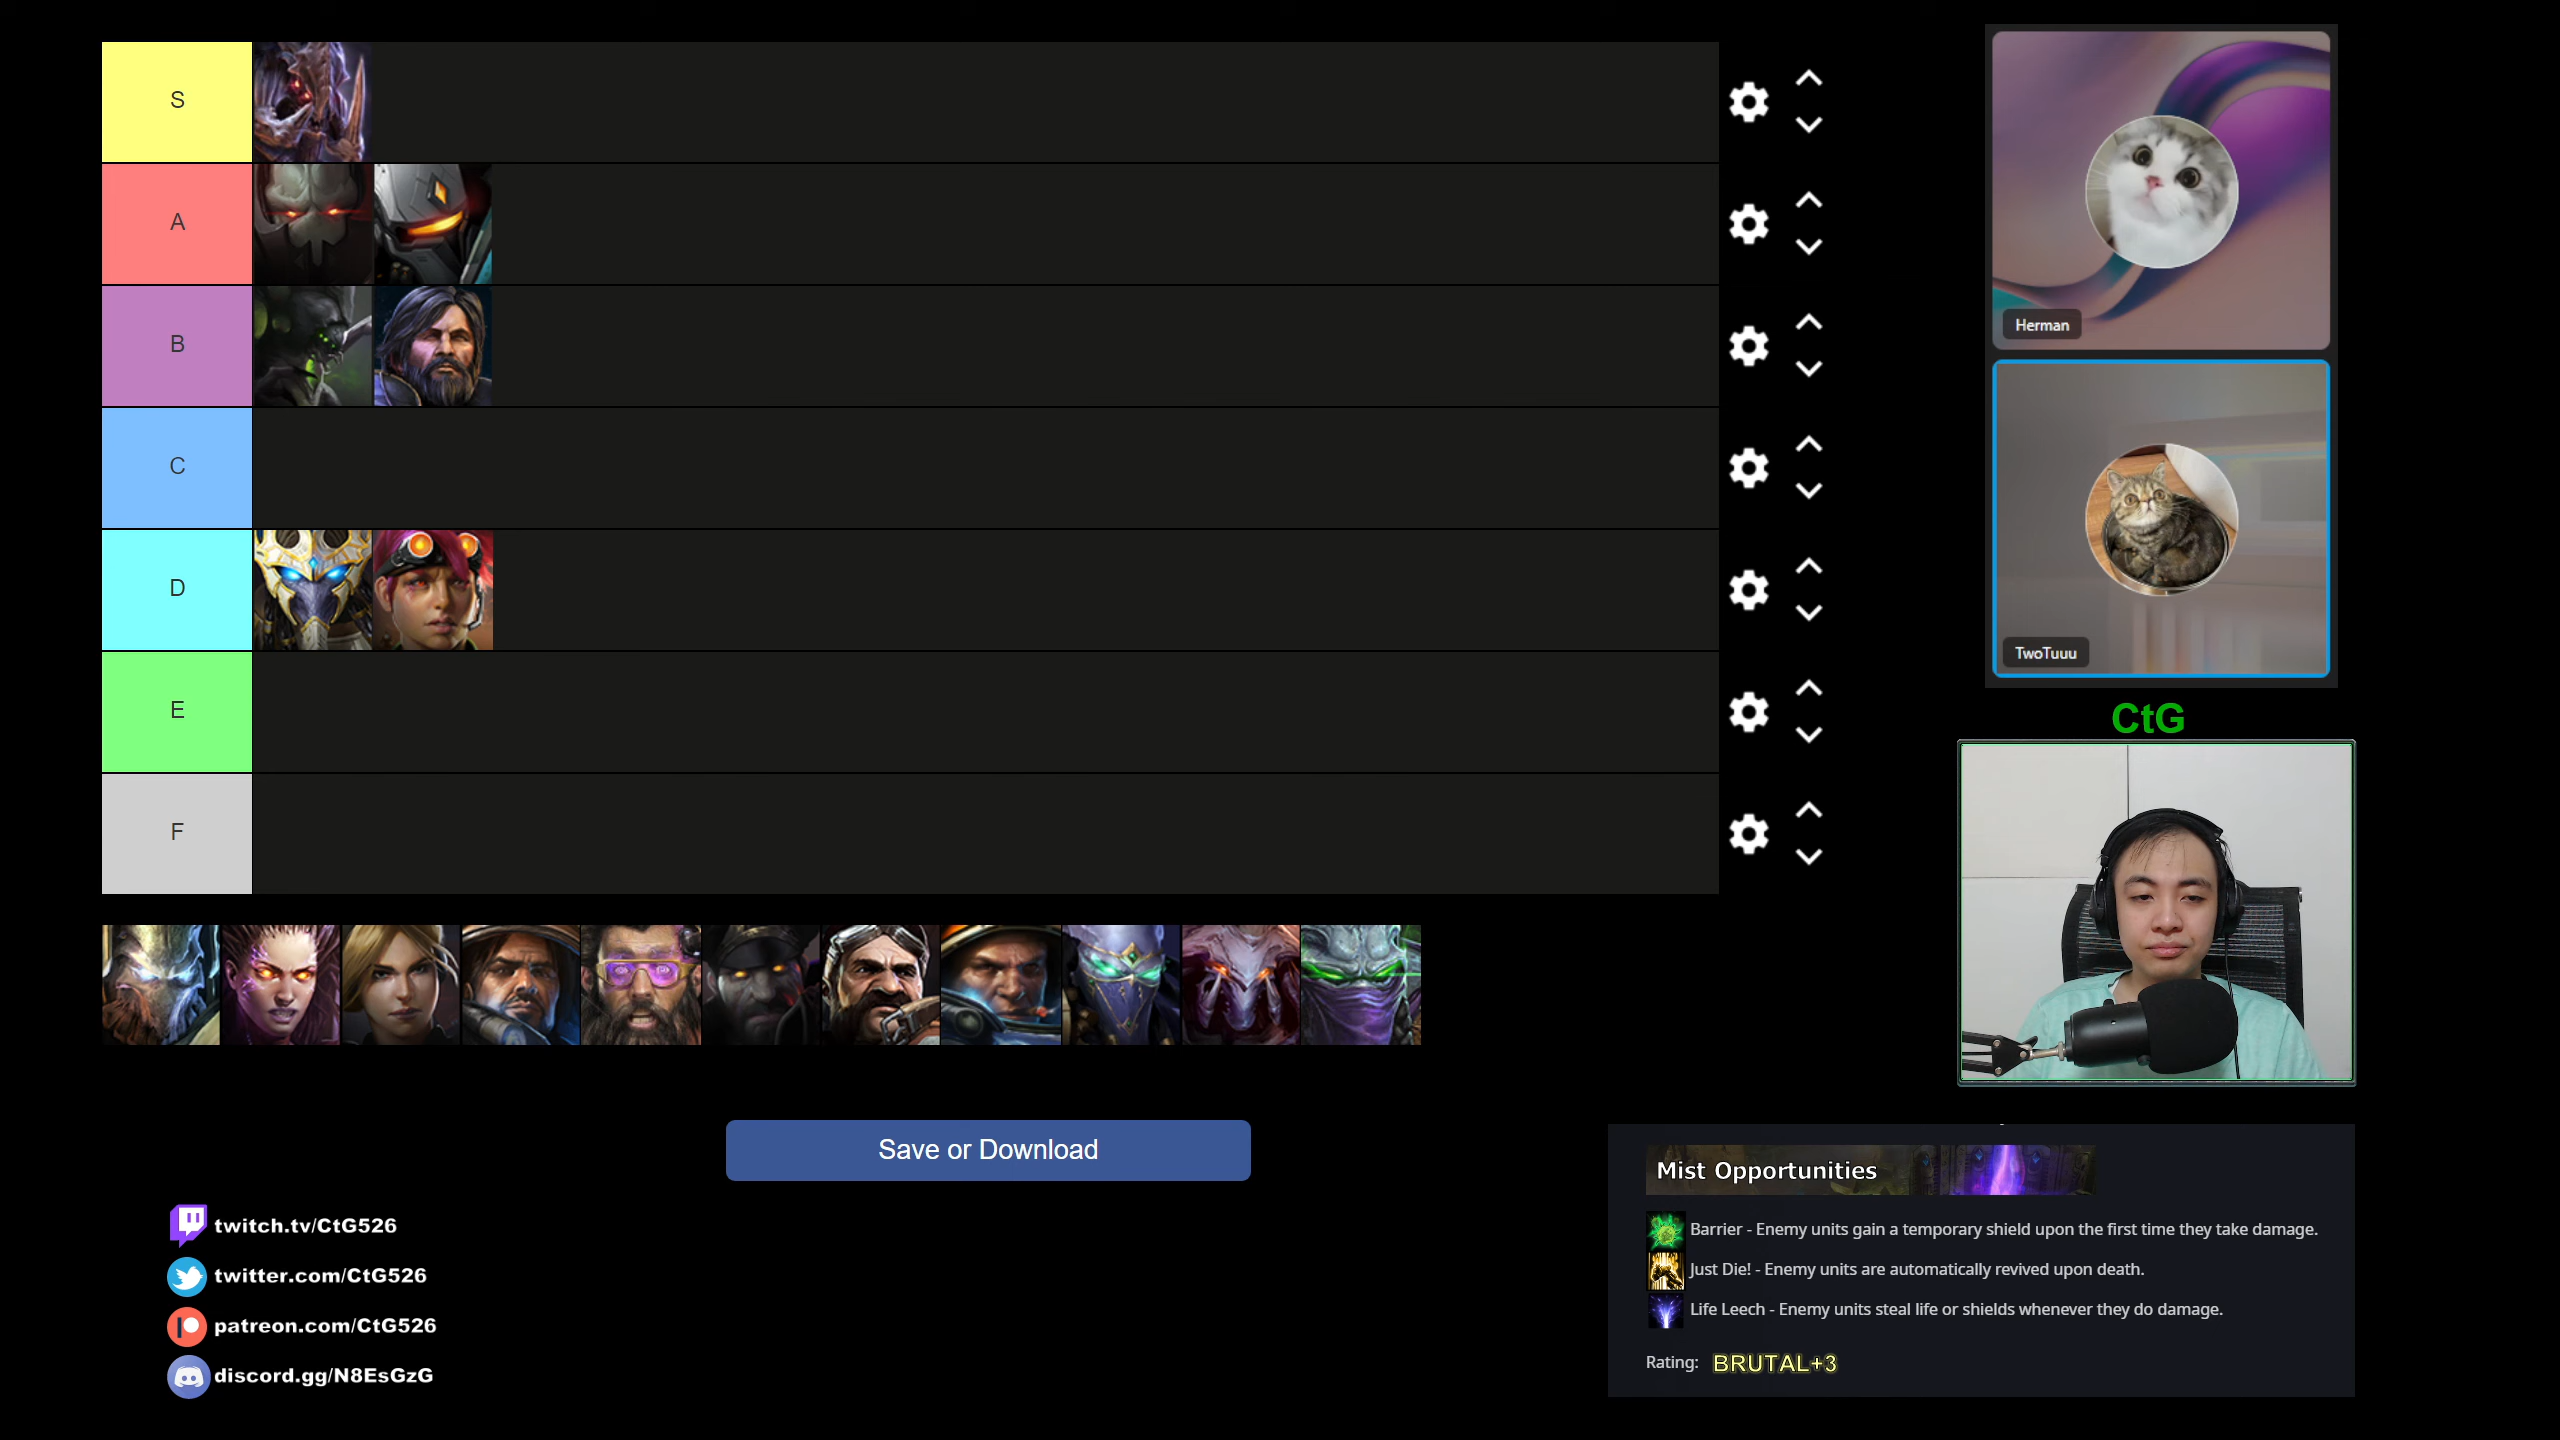 S
A
B
C
D
E
F
Herman
TwoTuuu
CtG
Save or Download
twitch.tv/CtG526
twitter.com/CtG526
patreon.com/CtG526
discord.gg/N8EsGzG
Mist Opportunities
Barrier - Enemy units gain a temporary shield upon the first time they take damage.
Just Die! - Enemy units are automatically revived upon death.
Life Leech - Enemy units steal life or shields whenever they do damage.
Rating: BRUTAL+3